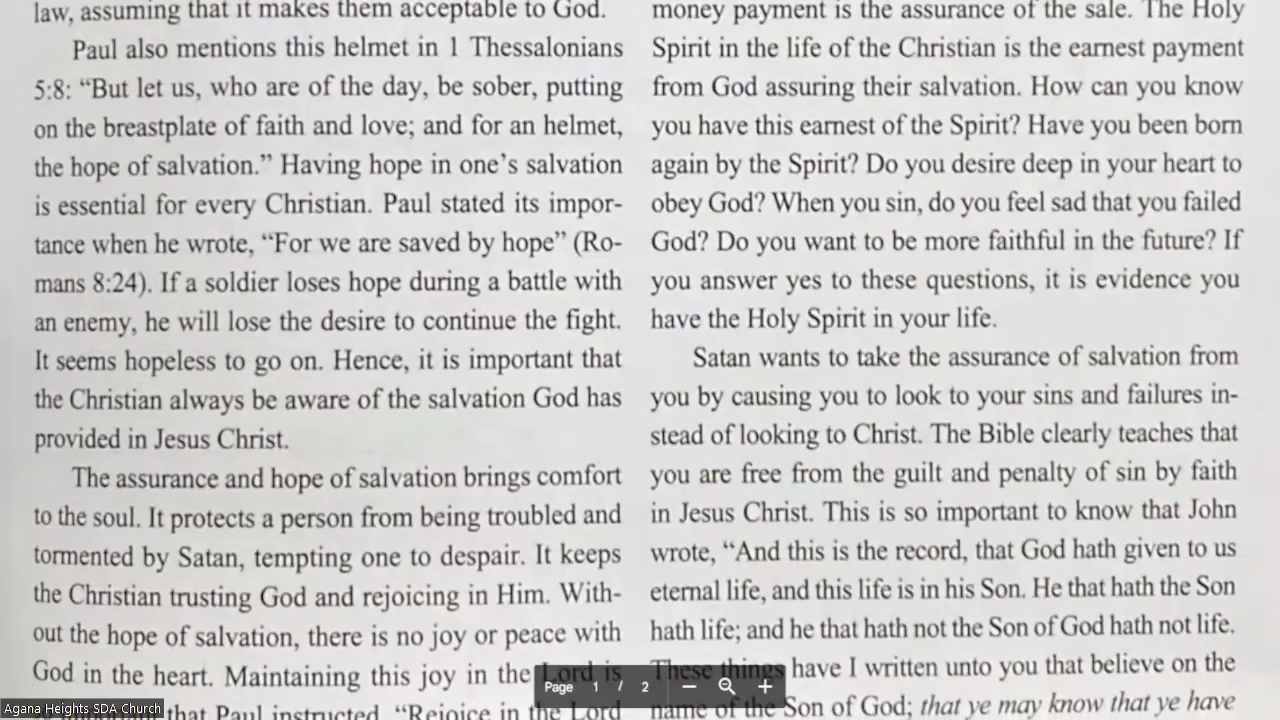 law, assuming that it makes them acceptable to God.
Paul also mentions this helmet in 1 Thessalonians
5:8: “But let us, who are of the day, be sober, putting
on the breastplate of faith and love; and for an helmet,
the hope of salvation.” Having hope in one’s salvation
is essential for every Christian. Paul stated its impor-
tance when he wrote, “For we are saved by hope” (Ro-
mans 8:24). If a soldier loses hope during a battle with
an enemy, he will lose the desire to continue the fight.
It seems hopeless to go on. Hence, it is important that
the Christian always be aware of the salvation God has
provided in Jesus Christ.
The assurance and hope of salvation brings comfort
to the soul. It protects a person from being troubled and
tormented by Satan, tempting one to despair. It keeps
the Christian trusting God and rejoicing in Him. With-
out the hope of salvation, there is no joy or peace with
God in the heart. Maintaining this joy in the Lord is
that Paul instructed, “Rejoice in the Lord
money payment is the assurance of the sale. The Holy
Spirit in the life of the Christian is the earnest payment
from God assuring their salvation. How can you know
you have this earnest of the Spirit? Have you been born
again by the Spirit? Do you desire deep in your heart to
obey God? When you sin, do you feel sad that you failed
God? Do you want to be more faithful in the future? If
you answer yes to these questions, it is evidence you
have the Holy Spirit in your life.
Satan wants to take the assurance of salvation from
you by causing you to look to your sins and failures in-
stead of looking to Christ. The Bible clearly teaches that
you are free from the guilt and penalty of sin by faith
in Jesus Christ. This is so important to know that John
wrote, “And this is the record, that God hath given to us
eternal life, and this life is in his Son. He that hath the Son
hath life; and he that hath not the Son of God hath not life.
These things have I written unto you that believe on the
name of the Son of God; that ye may know that ye have
Page 1 / 2
Agana Heights SDA Church